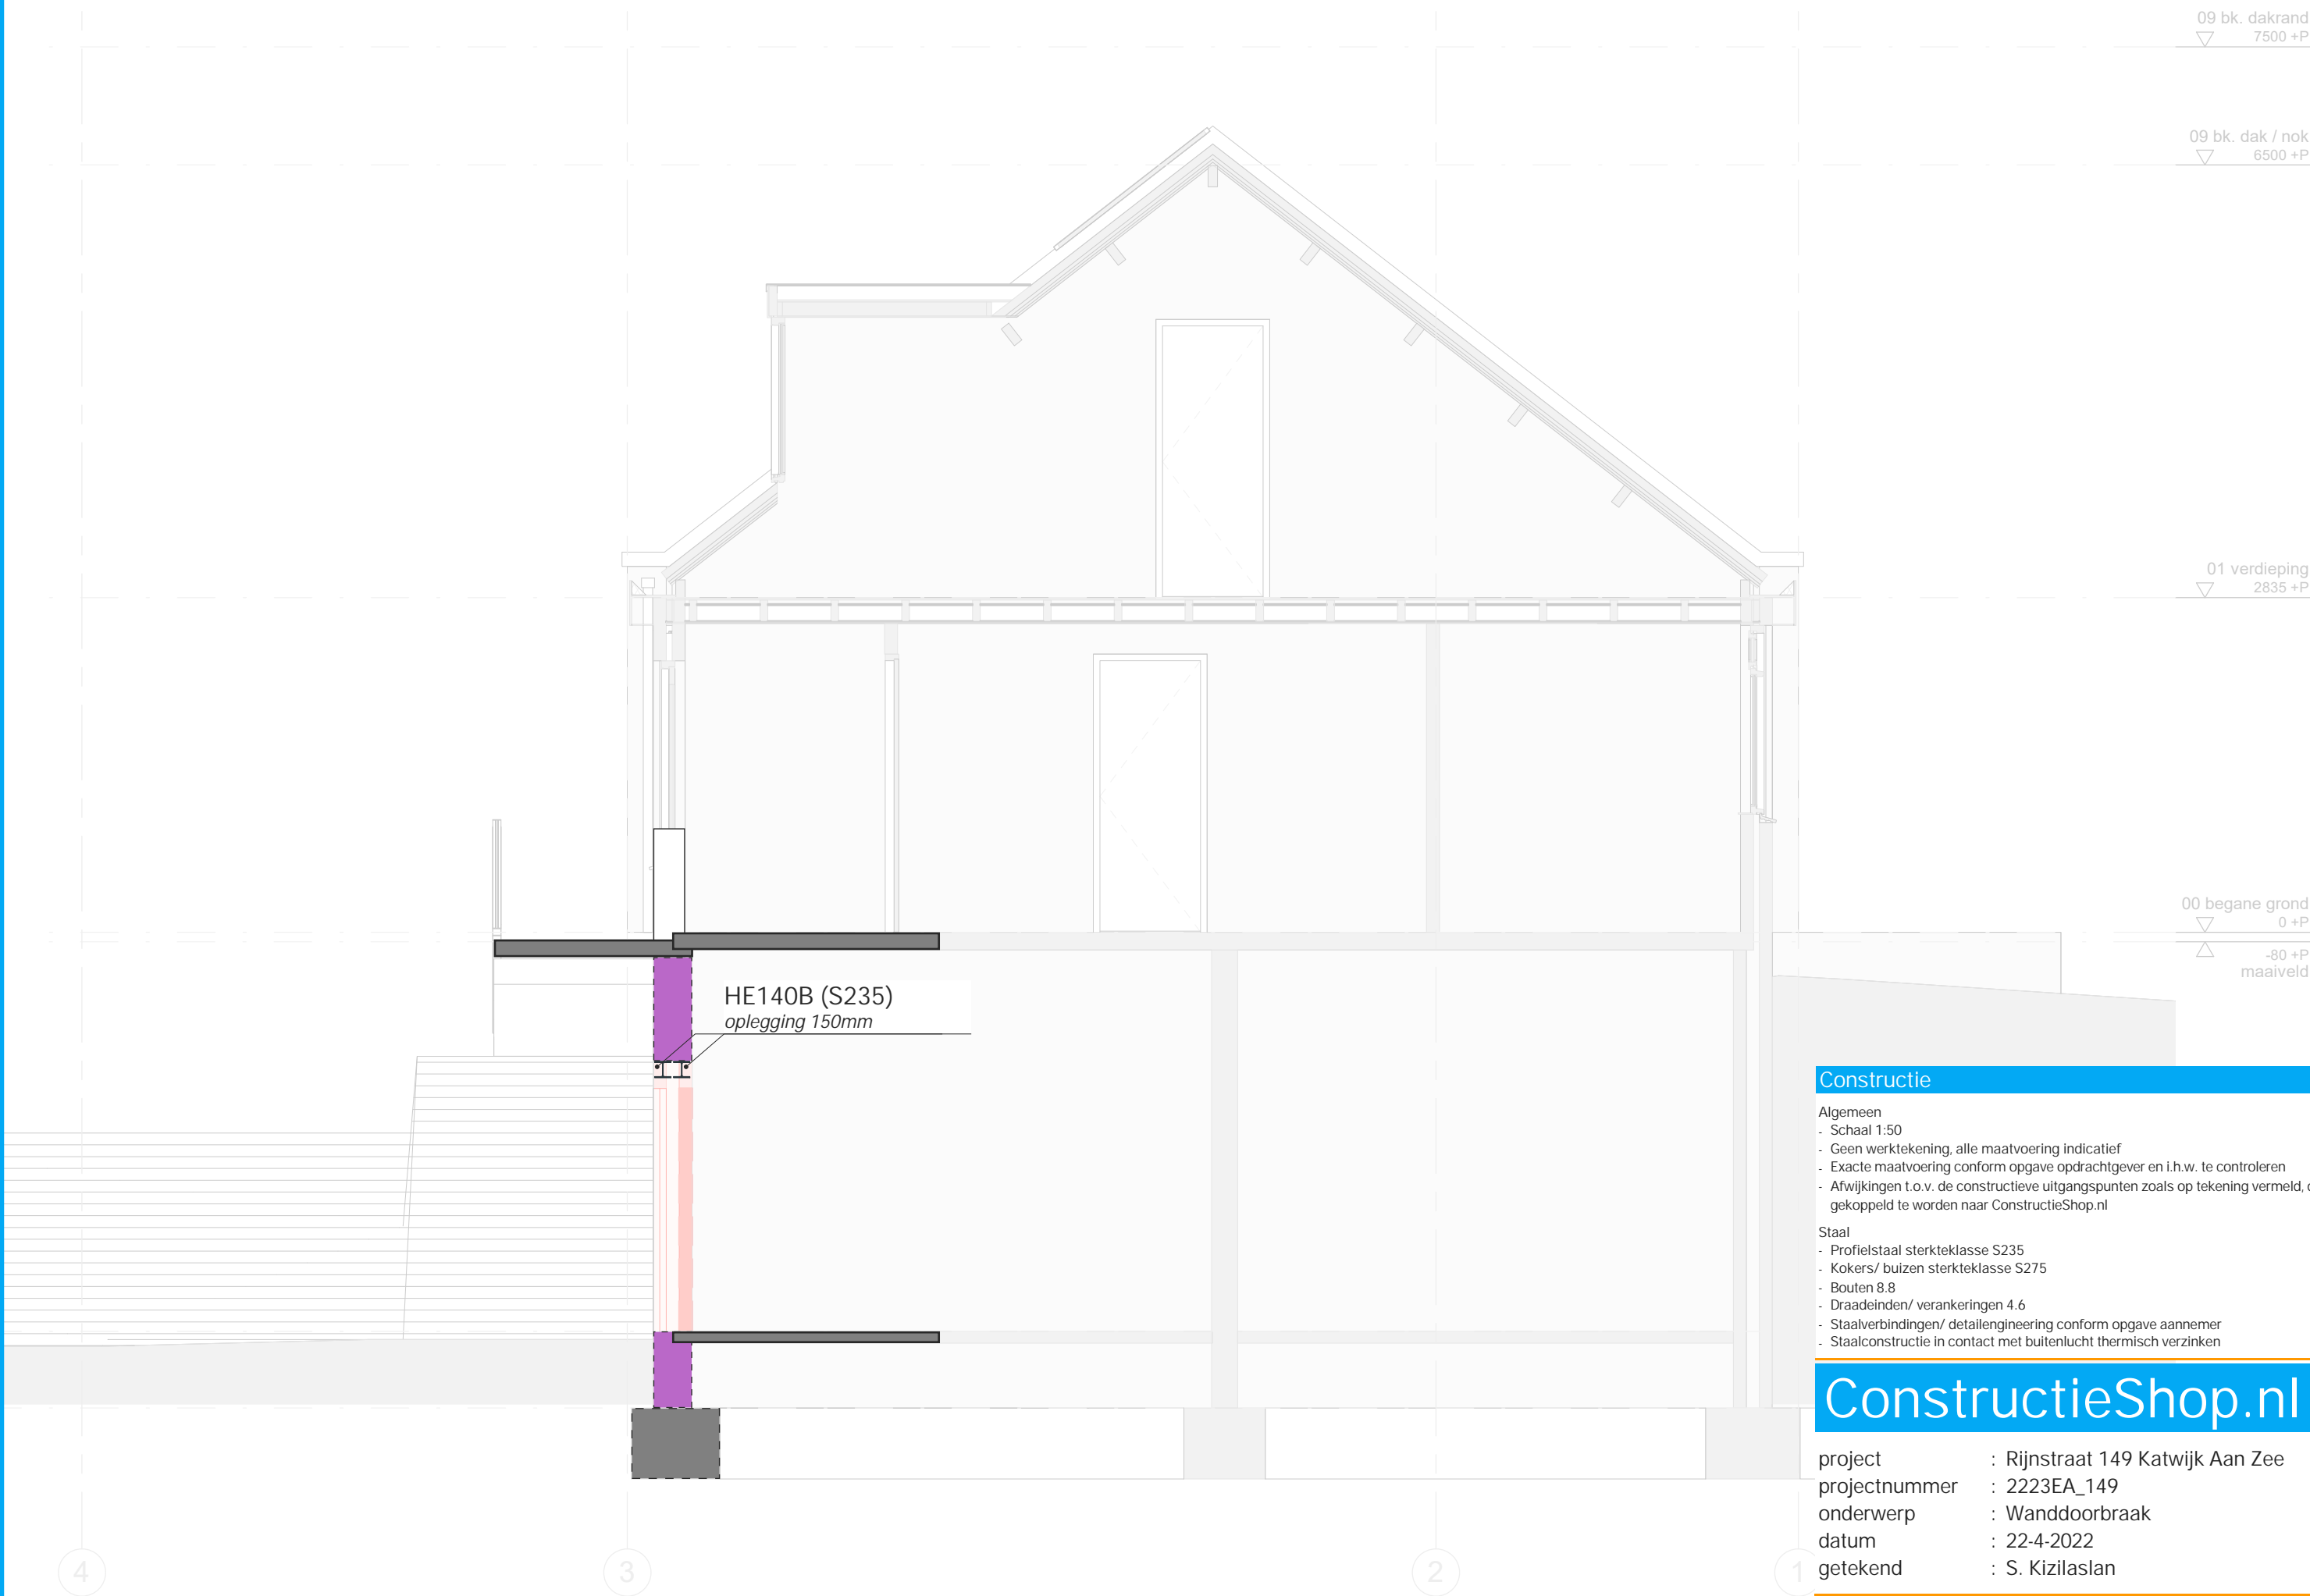 09 bk. dakrand
7500 +P
09 bk. dak / nok
6500 +P
01 verdieping
2835 +P
00 begane grond
0 +P
-80 +P
maaiveld
HE140B (S235)
oplegging 150mm
Constructie
Algemeen
- Schaal 1:50
- Geen werktekening, alle maatvoering indicatief
- Exacte maatvoering conform opgave opdrachtgever en i.h.w. te controleren
- Afwijkingen t.o.v. de constructieve uitgangspunten zoals op tekening vermeld,
gekoppeld te worden naar ConstructieShop.nl
Staal
- Profielstaal sterkteklasse S235
- Kokers/ buizen sterkteklasse S275
- Bouten 8.8
- Draadeinden/ verankeringen 4.6
- Staalverbindingen/ detailengineering conform opgave aannemer
- Staalconstructie in contact met buitenlucht thermisch verzinken
ConstructieShop.nl
project : Rijnstraat 149 Katwijk Aan Zee
projectnummer : 2223EA_149
onderwerp : Wanddoorbraak
datum : 22-4-2022
getekend : S. Kizilaslan
4 3 2 1